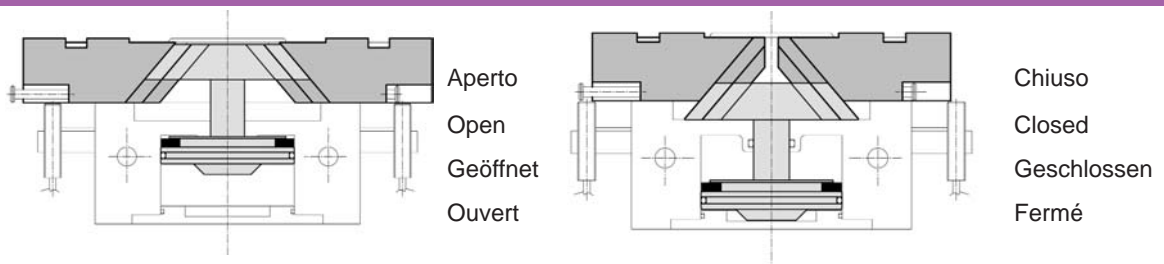 Aperto
Open
Geöffnet
Ouvert
Chiuso
Closed
Geschlossen
Fermé